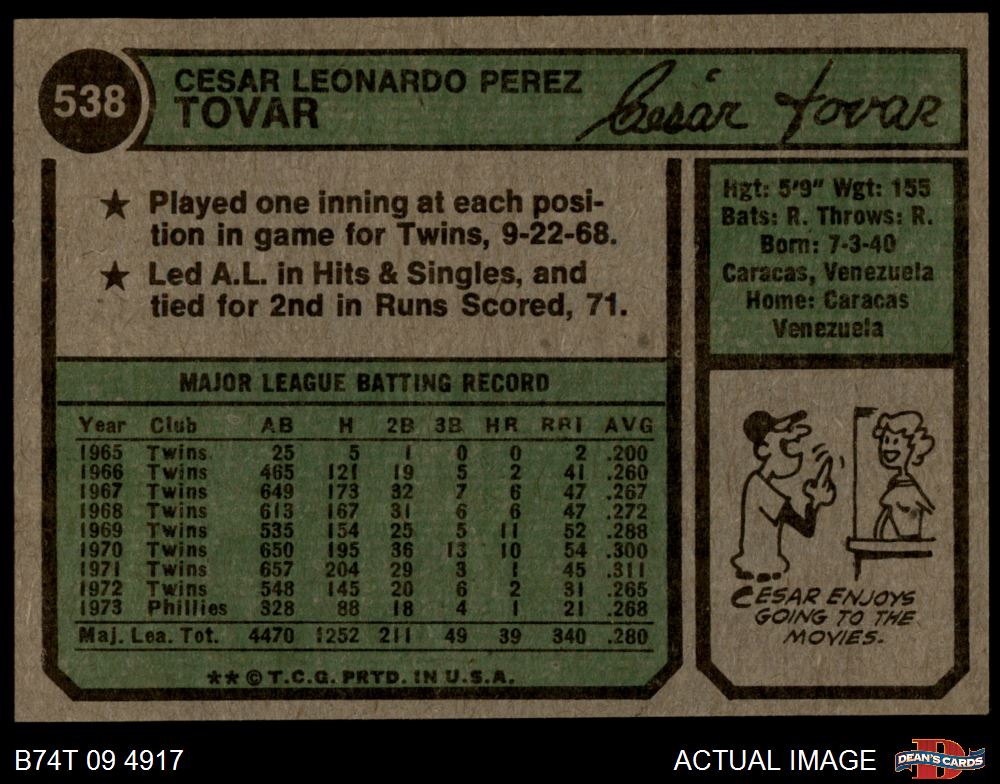 538
CESAR LEONARDO PEREZ
TOVAR
Cesár Tovar
★ Played one inning at each posi-
tion in game for Twins, 9-22-68.
★ Led A.L. in Hits & Singles, and
tied for 2nd in Runs Scored, 71.
Hgt: 5'9" Wgt: 155
Bats: R. Throws: R.
Born: 7-3-40
Caracas, Venezuela
Home: Caracas
Venezuela
MAJOR LEAGUE BATTING RECORD
Year Club AB H 2B 3B HR RBI AVG
1965 Twins 25 5 1 0 0 2 .200
1966 Twins 465 121 19 5 2 41 .260
1967 Twins 649 173 32 7 6 47 .267
1968 Twins 613 167 31 6 6 47 .272
1969 Twins 535 154 25 5 11 52 .288
1970 Twins 650 195 36 13 10 54 .300
1971 Twins 657 204 29 3 1 45 .311
1972 Twins 548 145 20 6 2 31 .265
1973 Phillies 328 88 18 4 1 21 .268
Maj. Lea. Tot. 4470 1252 211 49 39 340 .280
** © T.C.G. PRTD. IN U.S.A.
CESAR ENJOYS
GOING TO THE
MOVIES.
B74T 09 4917
ACTUAL IMAGE
D
DEAN'S CARDS